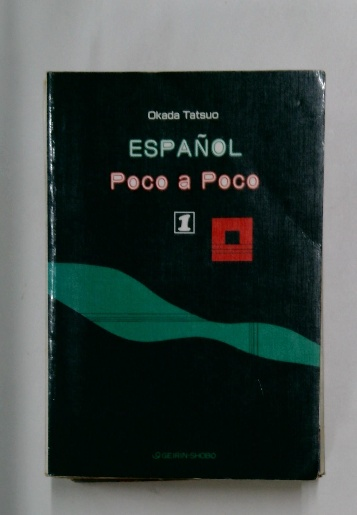 Okada Tatsuo
ESPAÑOL
Poco a Poco
1